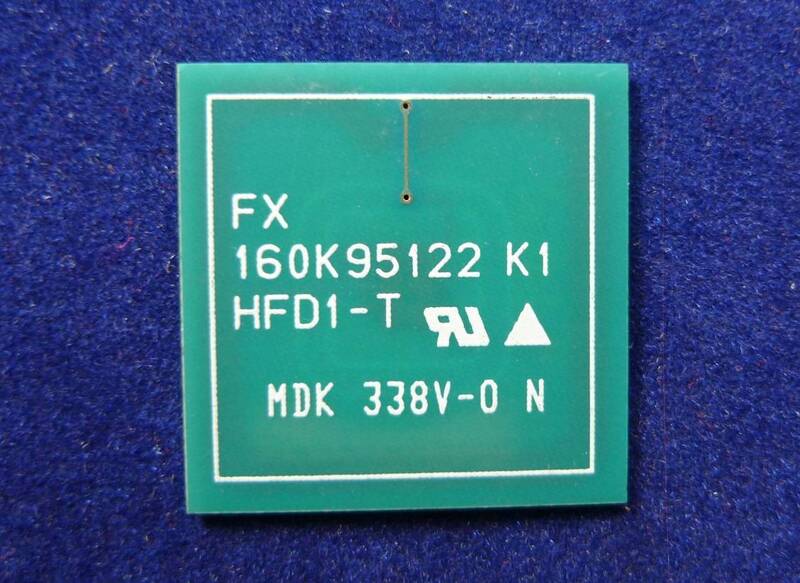 FX
160K95122 K1
HFD1-T
MDK 338V-0 N